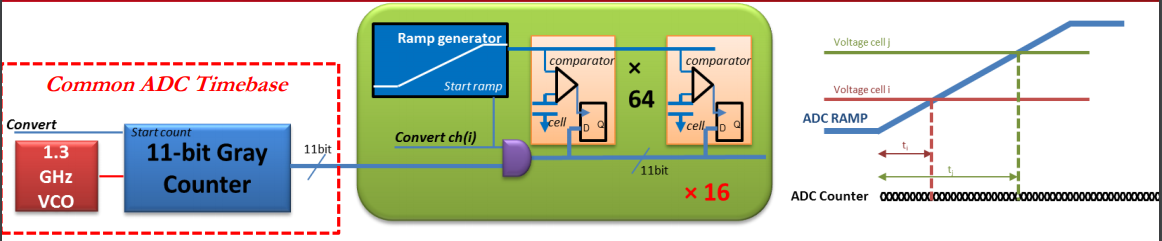 Common ADC Timebase
Convert
Start count
1.3
GHz
VCO
11-bit Gray
Counter
11bit
Ramp generator
Start ramp
Convert ch(i)
comparator
cell
D Q
×
64
comparator
cell
D Q
11bit
× 16
Voltage cell j
Voltage cell i
ADC RAMP
ti
tj
ADC Counter